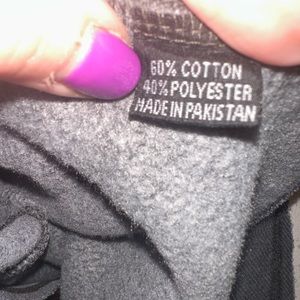 60% COTTON
40% POLYESTER
MADE IN PAKISTAN